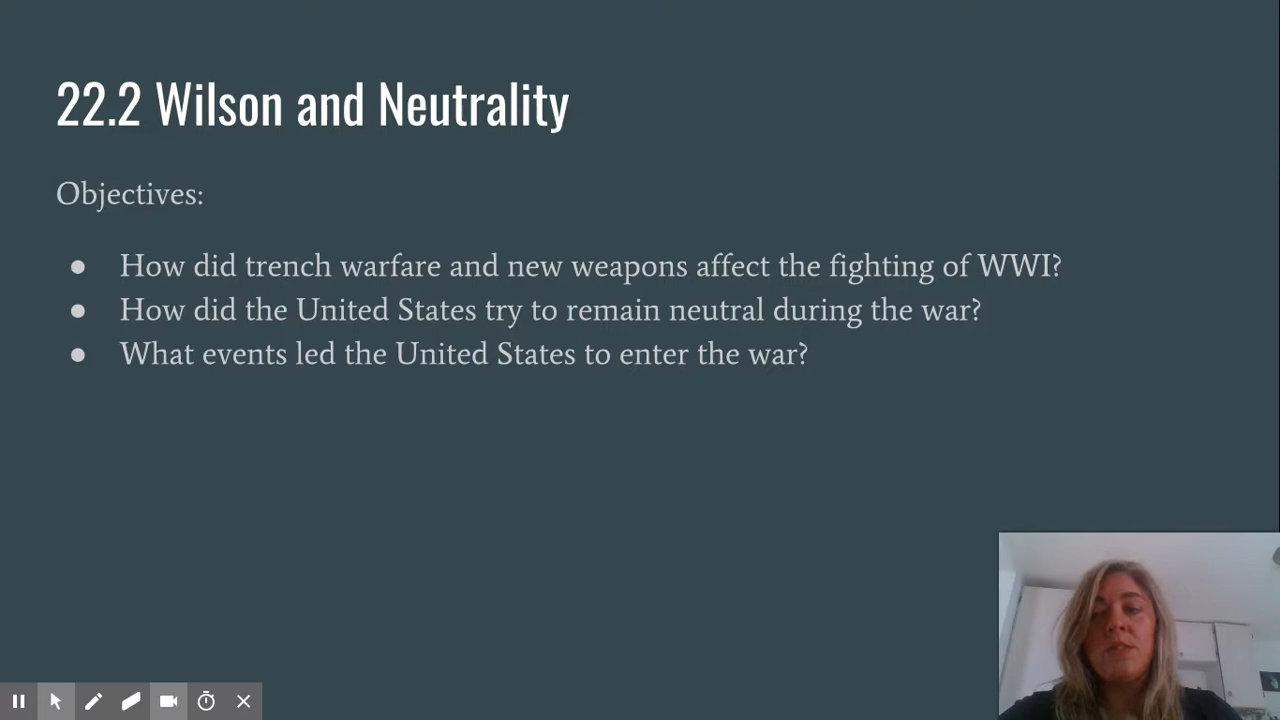 22.2 Wilson and Neutrality
Objectives:
● How did trench warfare and new weapons affect the fighting of WWI?
● How did the United States try to remain neutral during the war?
● What events led the United States to enter the war?